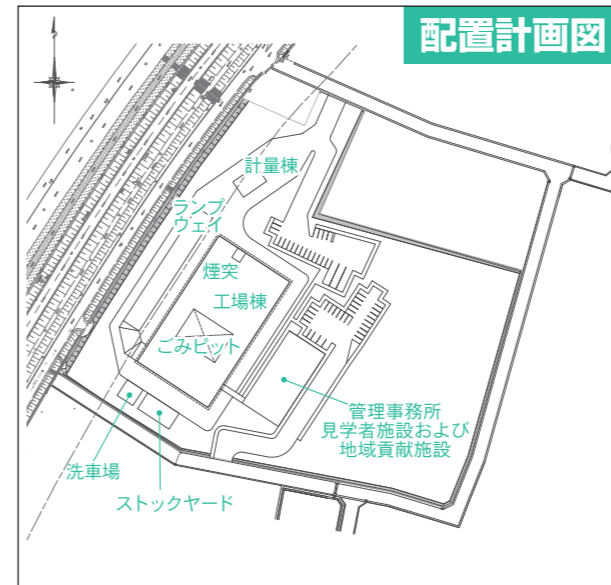 配置計画図
計量棟
ランプ
ウェイ
煙突
工場棟
ごみピット
管理事務所
見学者施設および
地域貢献施設
洗車場
ストックヤード